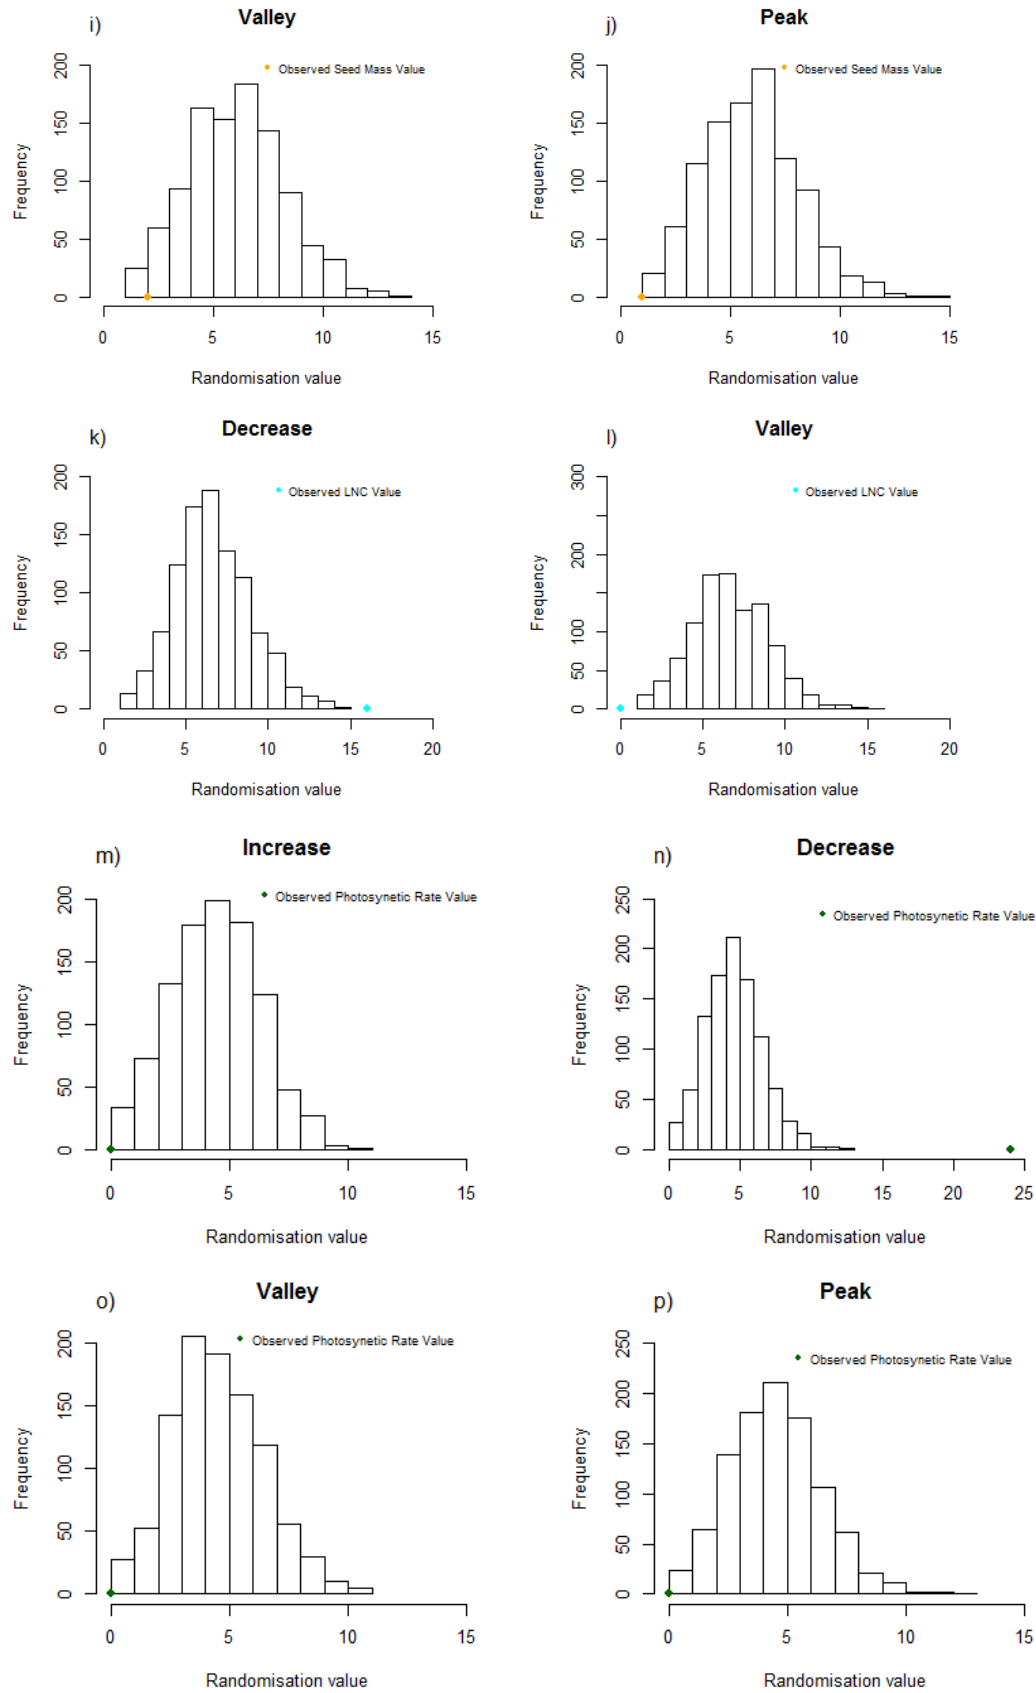 i)
Valley
Observed Seed Mass Value
Frequency
0 50 100 150 200
0 5 10 15
Randomisation value
j)
Peak
Observed Seed Mass Value
Frequency
0 50 100 150 200
0 5 10 15
Randomisation value
k)
Decrease
Observed LNC Value
Frequency
0 50 100 150 200
0 5 10 15 20
Randomisation value
l)
Valley
Observed LNC Value
Frequency
0 50 100 200 300
0 5 10 15 20
Randomisation value
m)
Increase
Observed Photosynetic Rate Value
Frequency
0 50 100 150 200
0 5 10 15
Randomisation value
n)
Decrease
Observed Photosynetic Rate Value
Frequency
0 50 100 150 200 250
0 5 10 15 20 25
Randomisation value
o)
Valley
Observed Photosynetic Rate Value
Frequency
0 50 100 150 200
0 5 10 15
Randomisation value
p)
Peak
Observed Photosynetic Rate Value
Frequency
0 50 100 150 200 250
0 5 10 15
Randomisation value